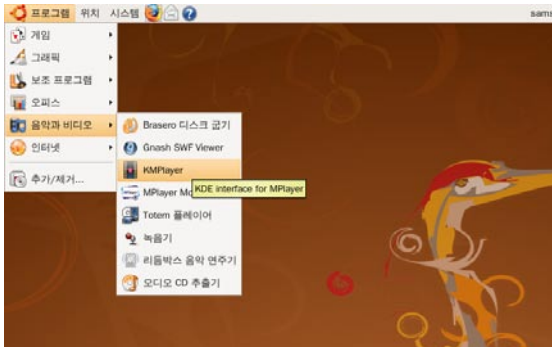 프로그램 위치 시스템 sams
게임
그래픽
보조 프로그램
오피스
음악과 비디오
인터넷
추가/제거...
Brasero 디스크 굽기
Gnash SWF Viewer
KMPlayer
MPlayer Mo
KDE interface for MPlayer
Totem 플레이어
녹음기
리듬박스 음악 연주기
오디오 CD 추출기